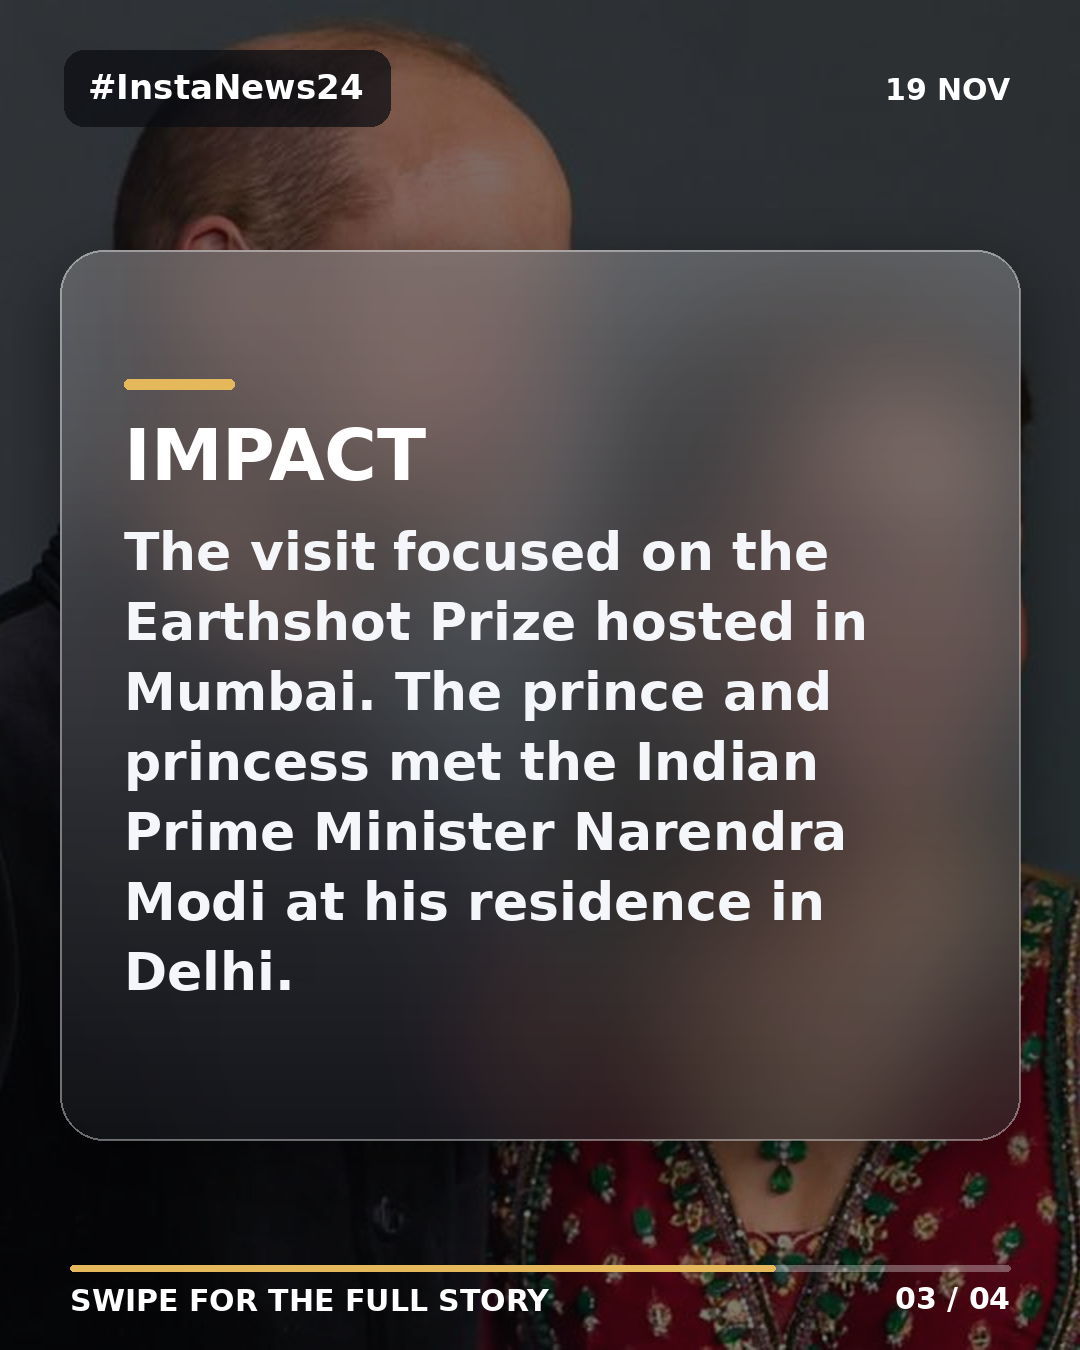 #InstaNews24
19 NOV
IMPACT
The visit focused on the
Earthshot Prize hosted in
Mumbai. The prince and
princess met the Indian
Prime Minister Narendra
Modi at his residence in
Delhi.
SWIPE FOR THE FULL STORY
03 / 04